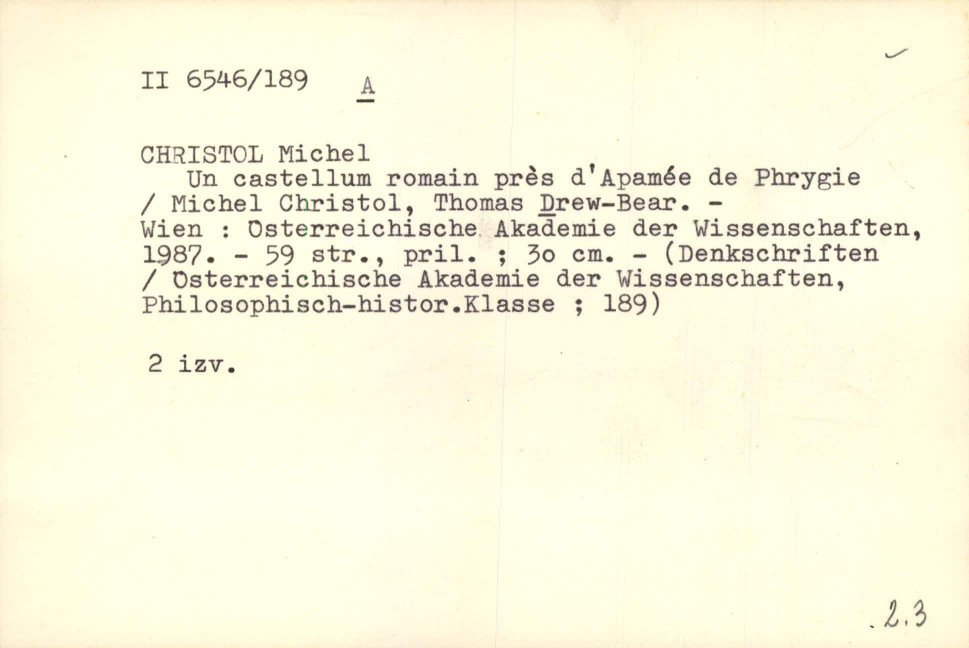 II 6546/189 A
CHRISTOL Michel
Un castellum romain près d'Apamée de Phrygie
/ Michel Christol, Thomas Drew-Bear. -
Wien : Österreichische Akademie der Wissenschaften,
1987. - 59 str., pril. ; 30 cm. - (Denkschriften
/ Österreichische Akademie der Wissenschaften,
Philosophisch-histor.Klasse ; 189)
2 izv.
2.3